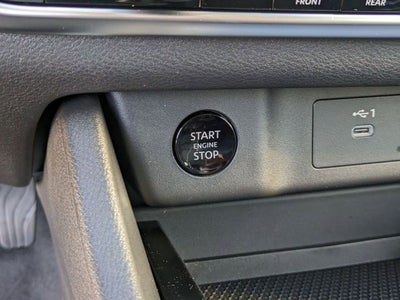 FRONT
REAR
START
ENGINE
STOP
1